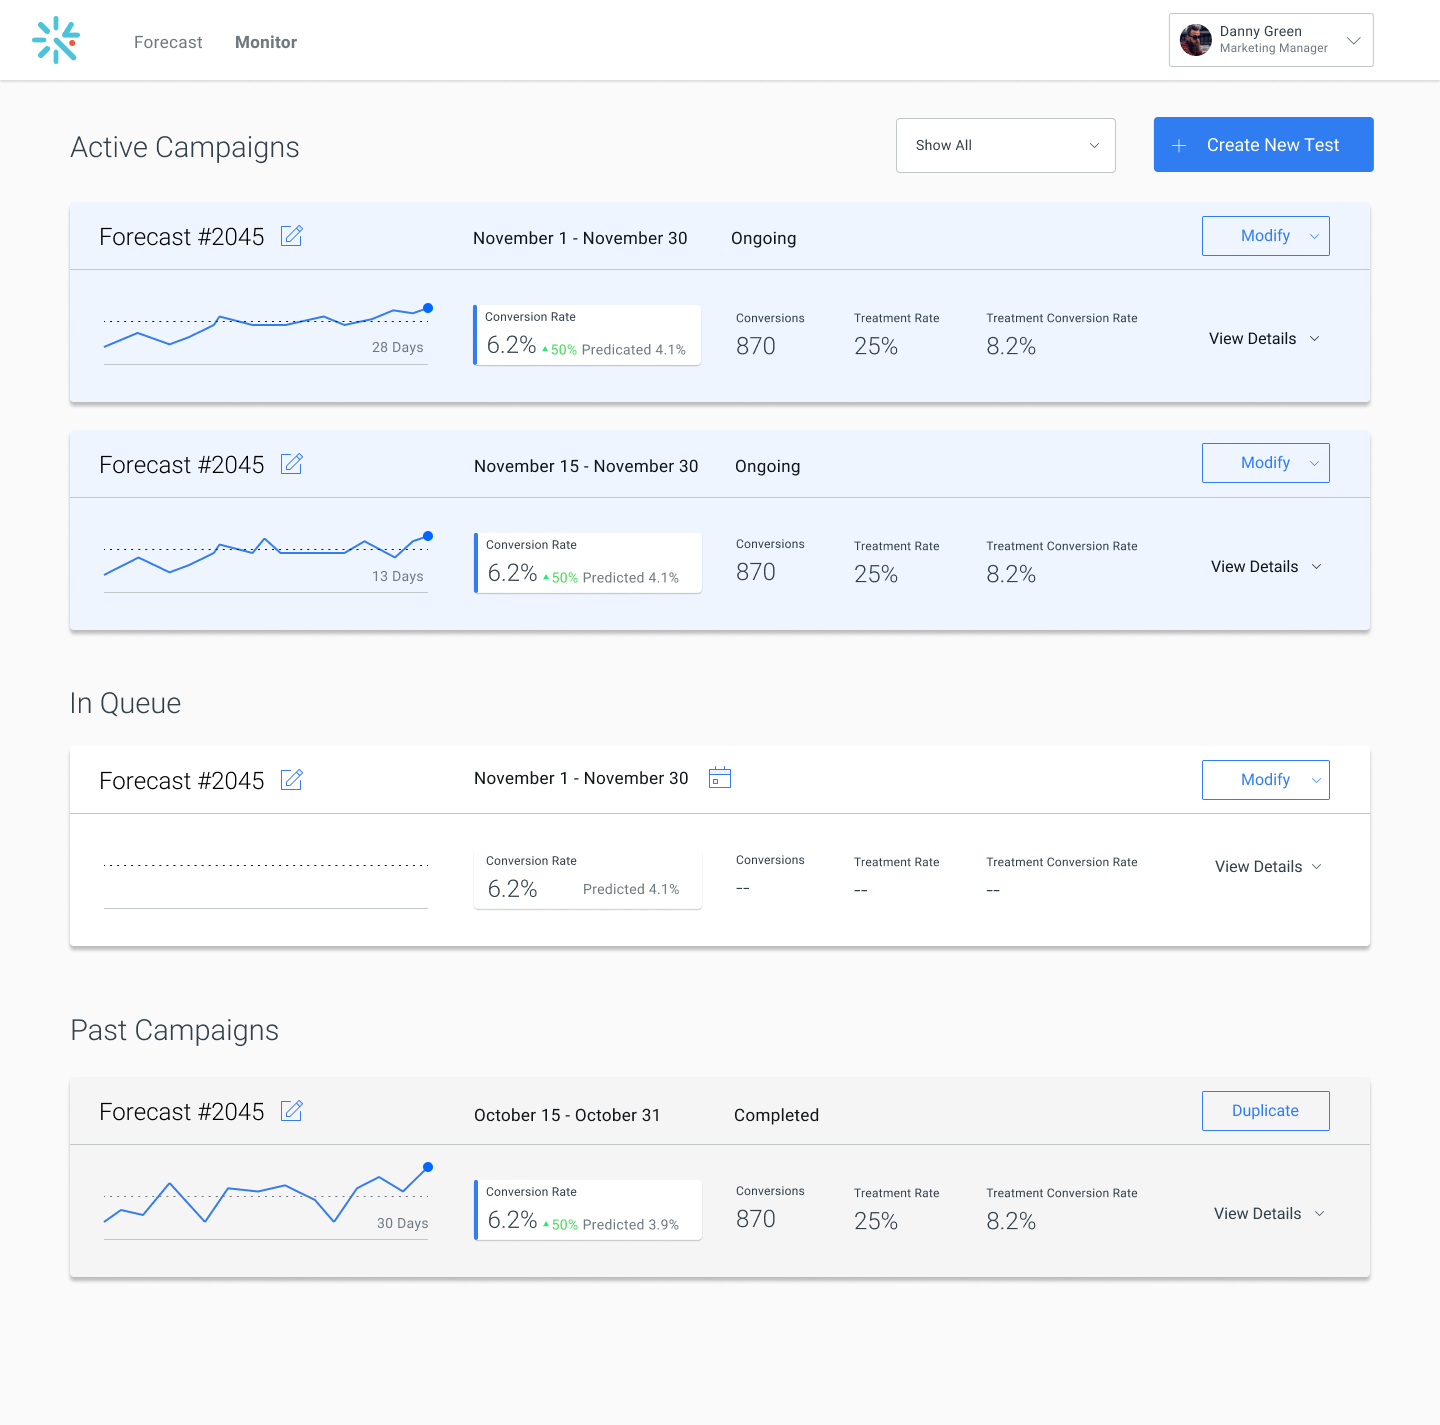 Forecast
Monitor
Danny Green
Marketing Manager
Active Campaigns
Show All
Create New Test
Forecast #2045
November 1 - November 30
Ongoing
Modify
28 Days
Conversion Rate
6.2% 50% Predicated 4.1%
Conversions
870
Treatment Rate
25%
Treatment Conversion Rate
8.2%
View Details
Forecast #2045
November 15 - November 30
Ongoing
Modify
13 Days
Conversion Rate
6.2% 50% Predicted 4.1%
Conversions
870
Treatment Rate
25%
Treatment Conversion Rate
8.2%
View Details
In Queue
Forecast #2045
November 1 - November 30
Modify
Conversion Rate
6.2% Predicted 4.1%
Conversions
--
Treatment Rate
--
Treatment Conversion Rate
--
View Details
Past Campaigns
Forecast #2045
October 15 - October 31
Completed
Duplicate
30 Days
Conversion Rate
6.2% 50% Predicted 3.9%
Conversions
870
Treatment Rate
25%
Treatment Conversion Rate
8.2%
View Details